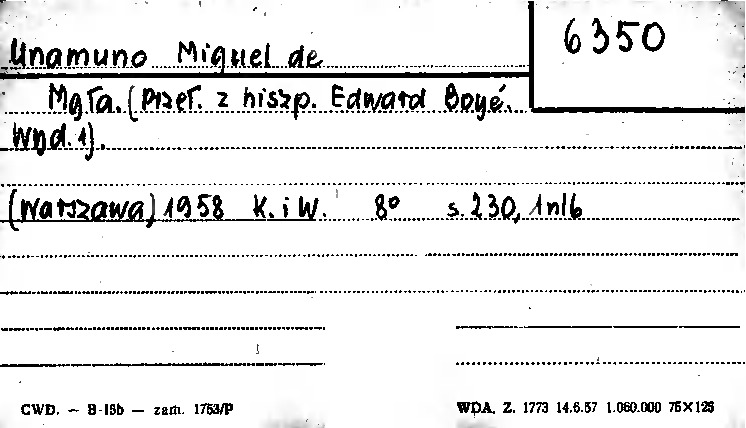 6350
Unamuno Miguel de
Mgła. (Przeł. z hiszp. Edward Boyé.
Wyd. 1).
(Warszawa) 1958 K. i W. 8° s. 230, 1 nlb
CWD. — B-15b — zam. 1753/P
WDA. Z. 1773 14.6.57 1.060.000 75×125